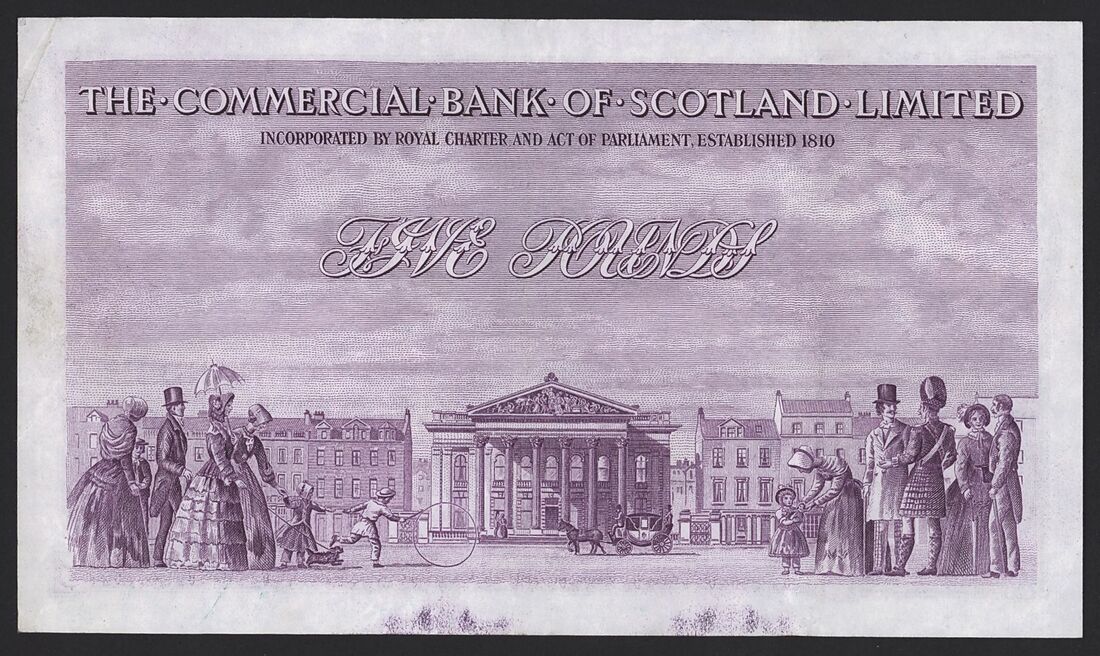 THE·COMMERCIAL·BANK·OF·SCOTLAND·LIMITED
INCORPORATED BY ROYAL CHARTER AND ACT OF PARLIAMENT, ESTABLISHED 1810
FIVE POUNDS